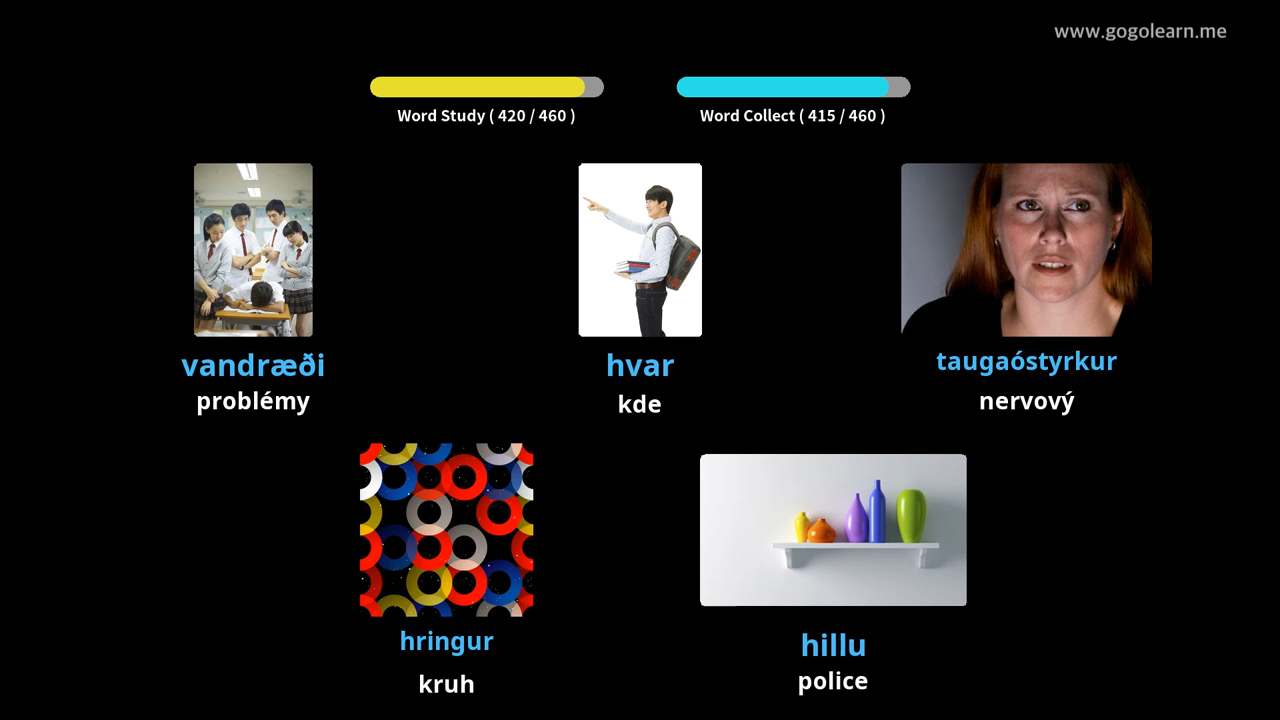 www.gogolearn.me
Word Study ( 420 / 460 )
Word Collect ( 415 / 460 )
vandræði
problémy
hvar
kde
taugaóstyrkur
nervový
hringur
kruh
hillu
police